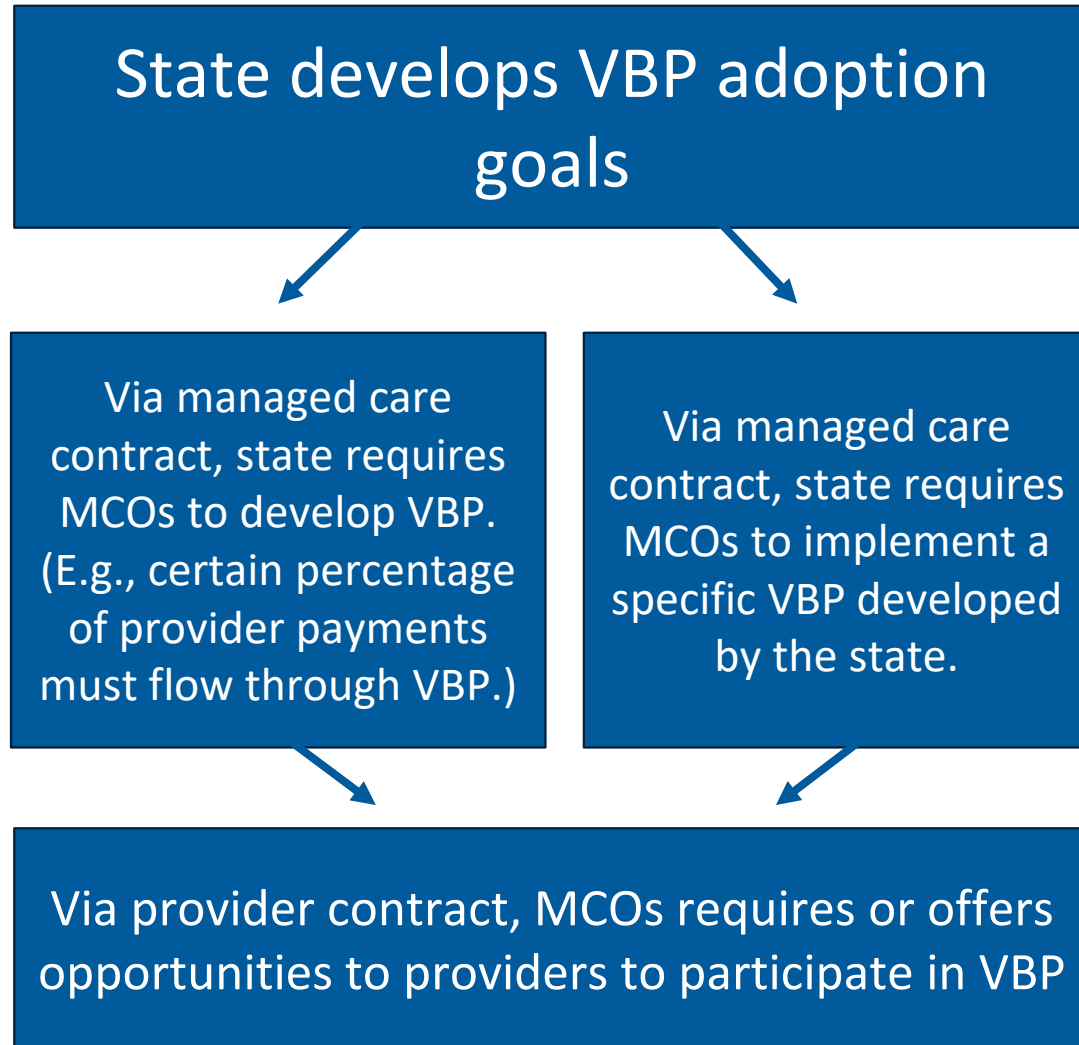 State develops VBP adoption
goals
Via managed care
contract, state requires
MCOs to develop VBP.
(E.g., certain percentage
of provider payments
must flow through VBP.)
Via managed care
contract, state requires
MCOs to implement a
specific VBP developed
by the state.
Via provider contract, MCOs requires or offers
opportunities to providers to participate in VBP